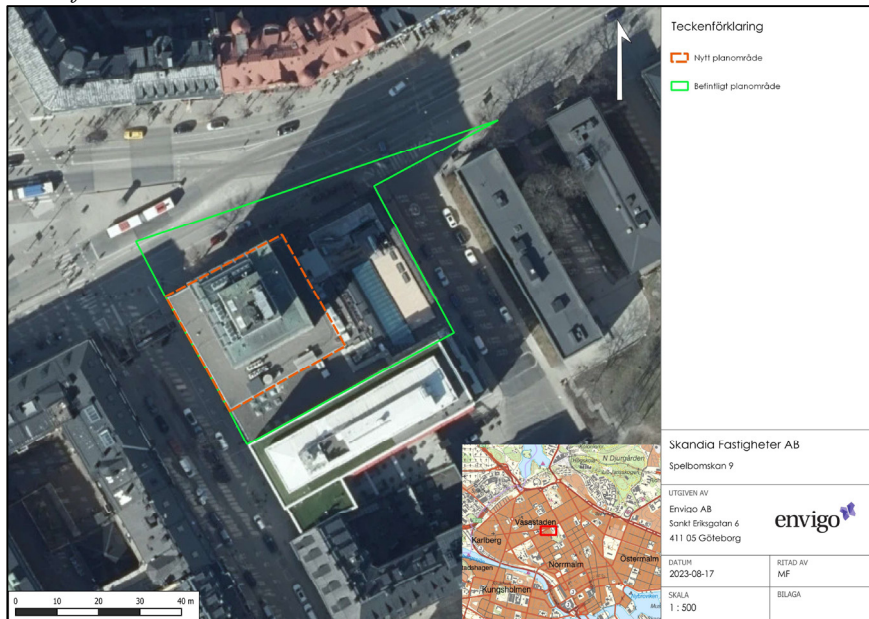 Teckenförklaring
Nytt planområde
Befintligt planområde
Skandia Fastigheter AB
Spelbomskan 9
UTGIVEN AV
Envigo AB
Sankt Eriksgatan 6
411 05 Göteborg
envigo
DATUM
2023-08-17
RITAD AV
MF
SKALA
1 : 500
BILAGA
0 10 20 30 40 m
N Djurgården
Vasastaden
Karlberg
Norrmalm
Östermalm
Kungsholmen